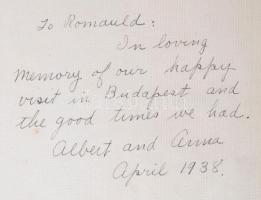 To Romauld:
In loving
Memory of our happy
visit in Budapest and
the good times we had.
Albert and Anna
April 1938.